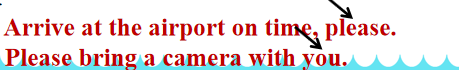 Arrive at the airport on time, please.
Please bring a camera with you.